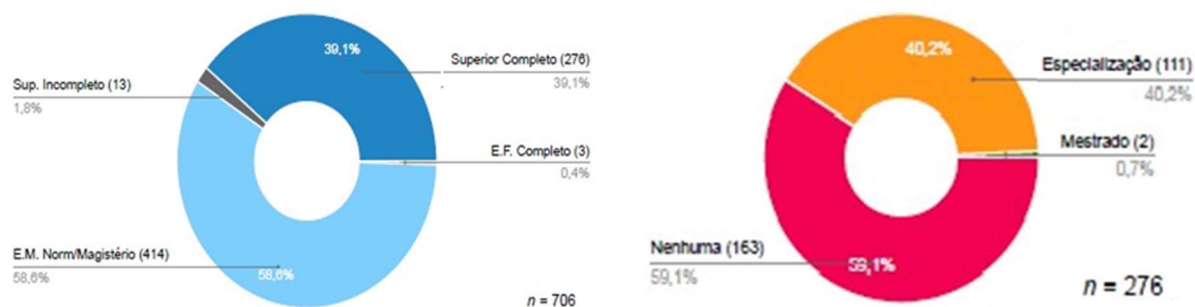 39,1%
Superior Completo (276)
39,1%
Sup. Incompleto (13)
1,8%
E.F. Completo (3)
0,4%
E.M. Norm/Magistério (414)
58,6%
58,6%
n = 706
40,2%
Especialização (111)
40,2%
Mestrado (2)
0,7%
Nenhuma (163)
59,1%
59,1%
n = 276